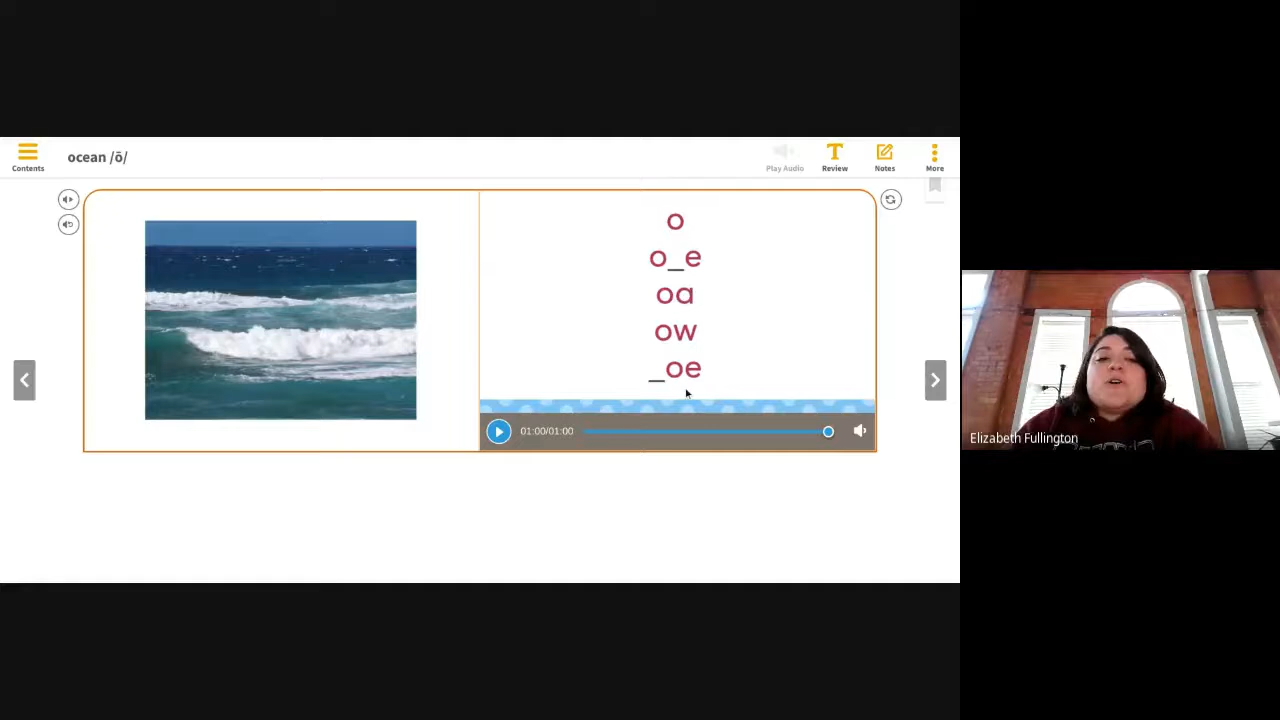 Contents
ocean /ō/
Play Audio
Review
Notes
More
o
o_e
oa
ow
_oe
01:00/01:00
Elizabeth Fullington